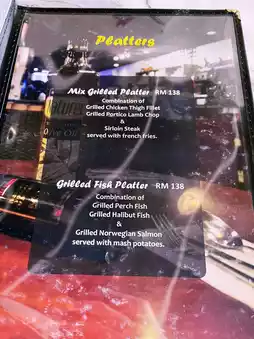 Platters
Mix Grilled Platter RM 138
Combination of
Grilled Chicken Thigh Fillet
Grilled Portico Lamb Chop
&
Sirloin Steak
served with french fries.
Grilled Fish Platter RM 138
Combination of
Grilled Perch Fish
Grilled Halibut Fish
&
Grilled Norwegian Salmon
served with mash potatoes.